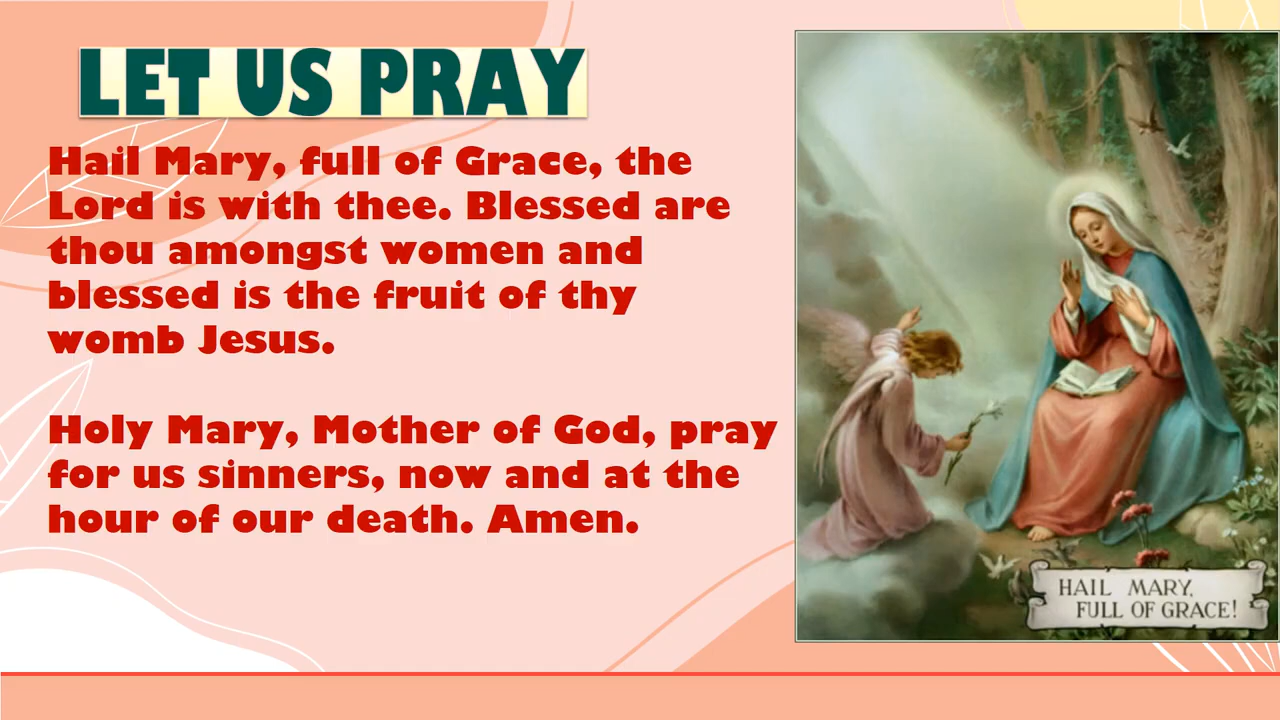 LET US PRAY
Hail Mary, full of Grace, the
Lord is with thee. Blessed are
thou amongst women and
blessed is the fruit of thy
womb Jesus.
Holy Mary, Mother of God, pray
for us sinners, now and at the
hour of our death. Amen.
HAIL MARY,
FULL OF GRACE!